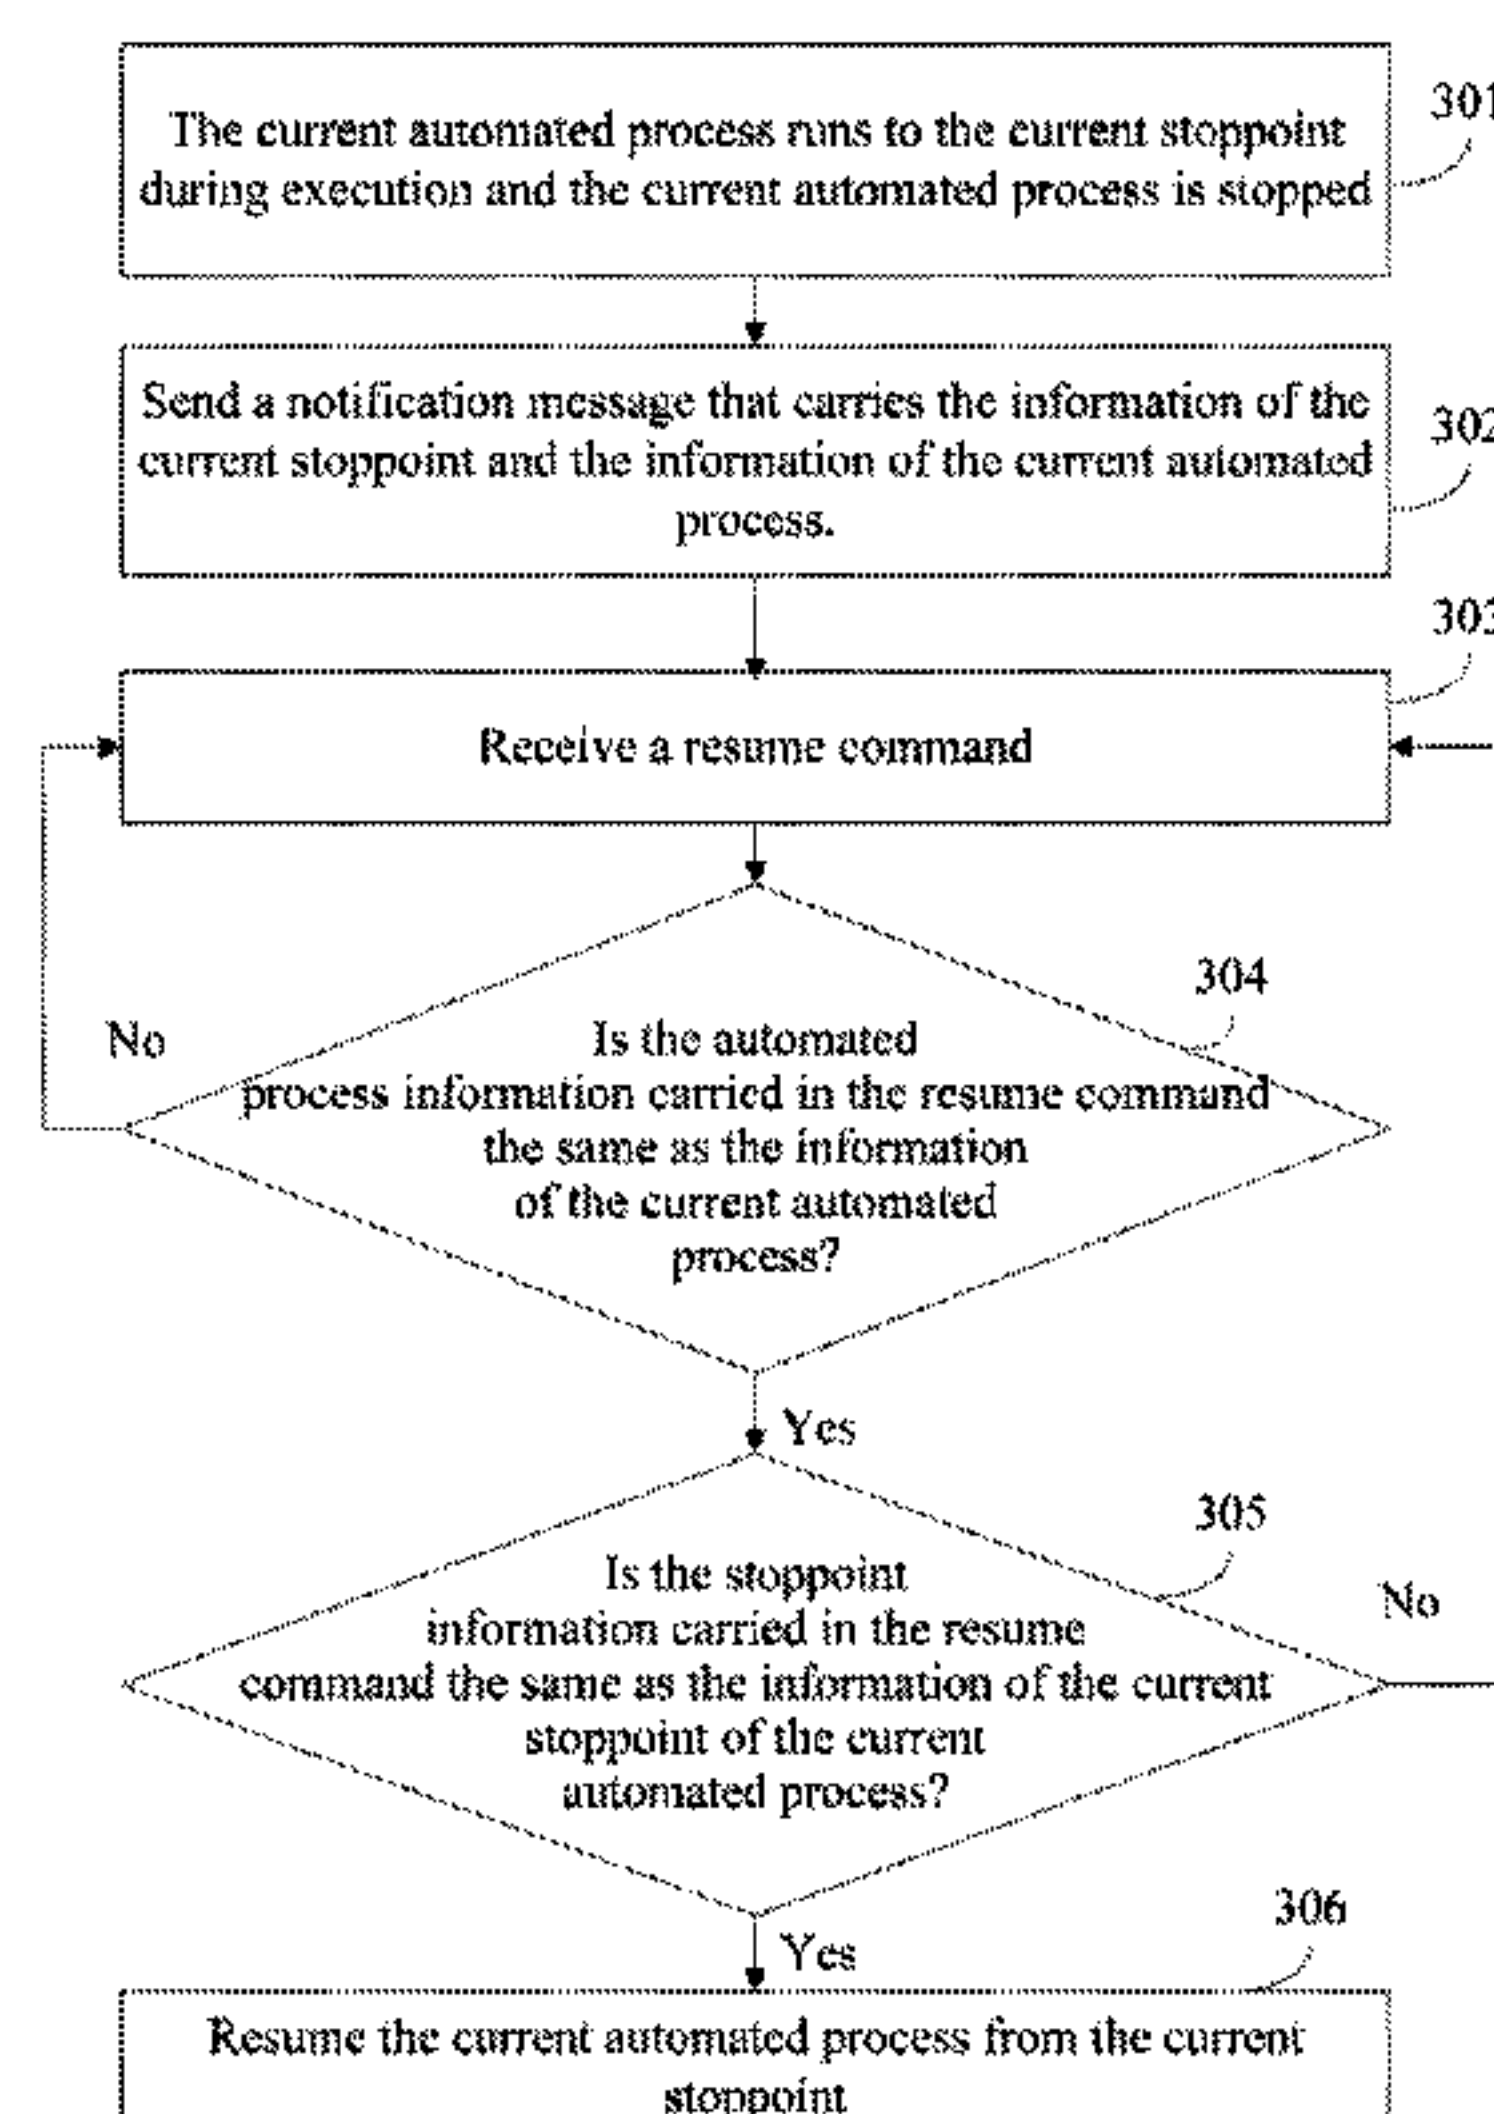 301
The current automated process runs to the current stoppoint
during execution and the current automated process is stopped
302
Send a notification message that carries the information of the
current stoppoint and the information of the current automated
process.
303
Receive a resume command
304
No
Is the automated
process information carried in the resume command
the same as the information
of the current automated
process?
Yes
305
Is the stoppoint
No
information carried in the resume
command the same as the information of the current
stoppoint of the current
automated process?
306
Yes
Resume the current automated process from the current
stoppoint